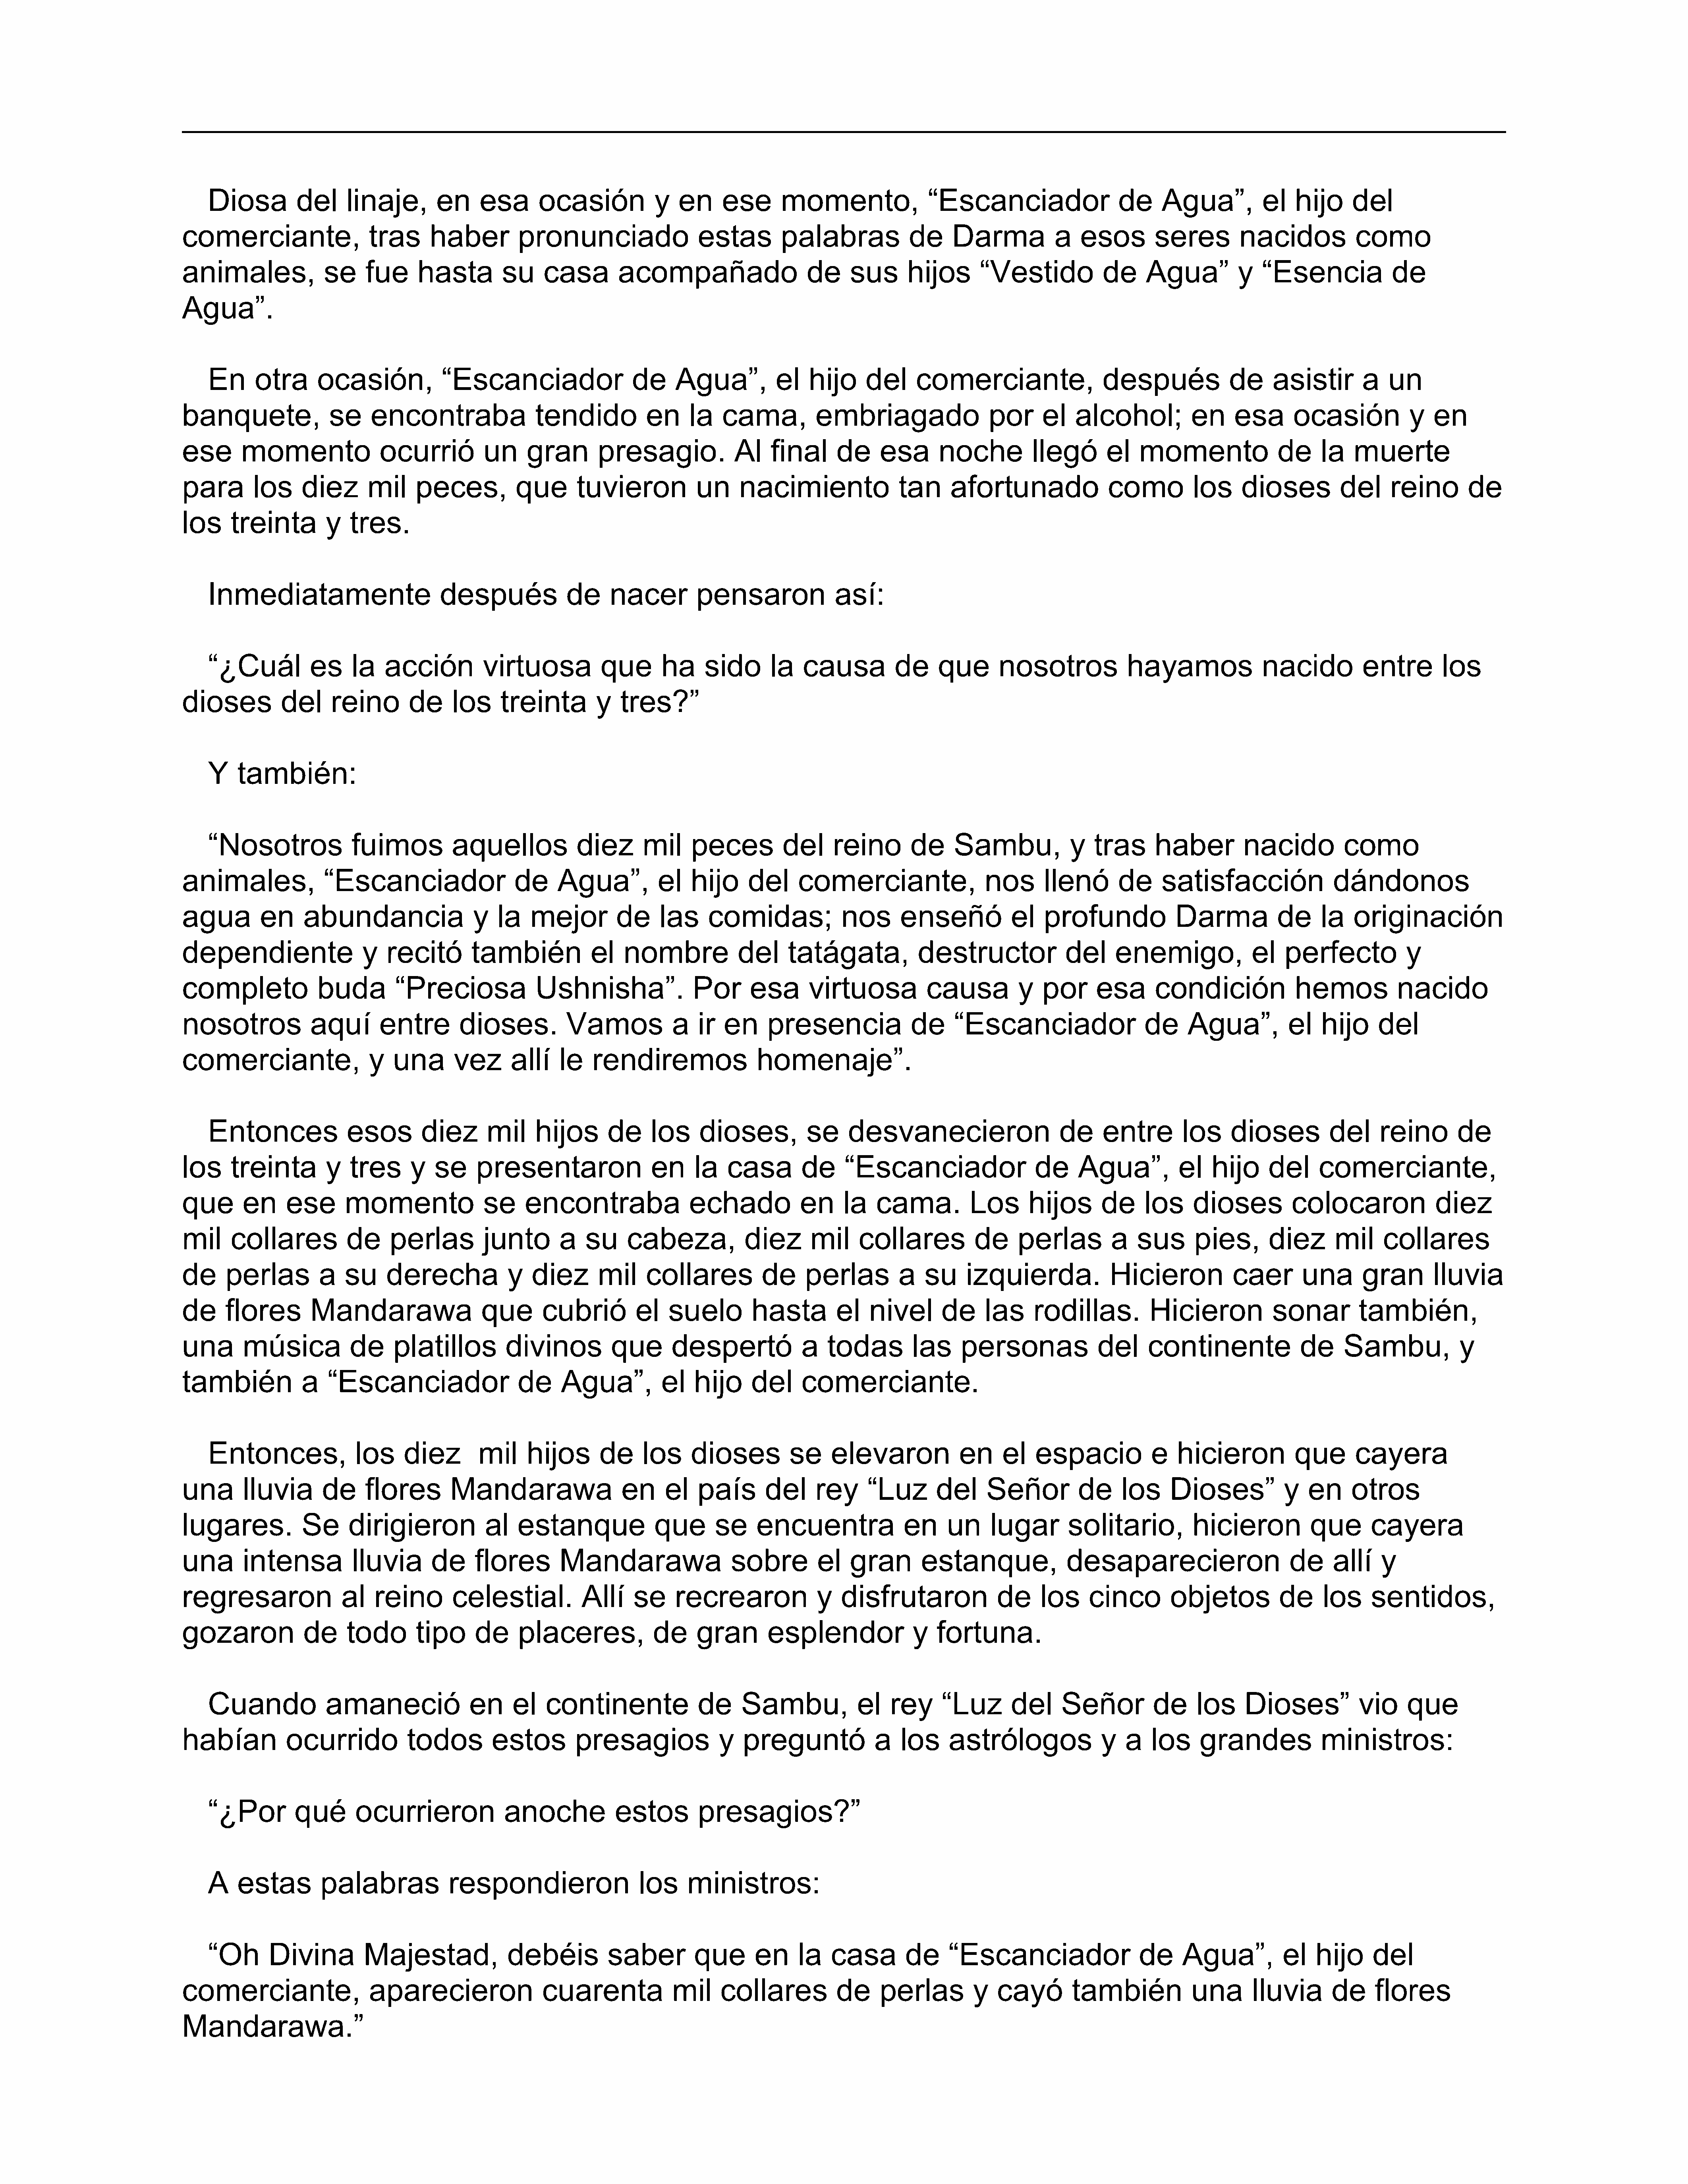 Diosa del linaje, en esa ocasión y en ese momento, “Escanciador de Agua”, el hijo del
comerciante, tras haber pronunciado estas palabras de Darma a esos seres nacidos como
animales, se fue hasta su casa acompañado de sus hijos “Vestido de Agua” y “Esencia de
Agua”.
En otra ocasión, “Escanciador de Agua”, el hijo del comerciante, después de asistir a un
banquete, se encontraba tendido en la cama, embriagado por el alcohol; en esa ocasión y en
ese momento ocurrió un gran presagio. Al final de esa noche llegó el momento de la muerte
para los diez mil peces, que tuvieron un nacimiento tan afortunado como los dioses del reino de
los treinta y tres.
Inmediatamente después de nacer pensaron así:
“¿Cuál es la acción virtuosa que ha sido la causa de que nosotros hayamos nacido entre los
dioses del reino de los treinta y tres?”
Y también:
“Nosotros fuimos aquellos diez mil peces del reino de Sambu, y tras haber nacido como
animales, “Escanciador de Agua”, el hijo del comerciante, nos llenó de satisfacción dándonos
agua en abundancia y la mejor de las comidas; nos enseñó el profundo Darma de la originación
dependiente y recitó también el nombre del tatágata, destructor del enemigo, el perfecto y
completo buda “Preciosa Ushnisha”. Por esa virtuosa causa y por esa condición hemos nacido
nosotros aquí entre dioses. Vamos a ir en presencia de “Escanciador de Agua”, el hijo del
comerciante, y una vez allí le rendiremos homenaje”.
Entonces esos diez mil hijos de los dioses, se desvanecieron de entre los dioses del reino de
los treinta y tres y se presentaron en la casa de “Escanciador de Agua”, el hijo del comerciante,
que en ese momento se encontraba echado en la cama. Los hijos de los dioses colocaron diez
mil collares de perlas junto a su cabeza, diez mil collares de perlas a sus pies, diez mil collares
de perlas a su derecha y diez mil collares de perlas a su izquierda. Hicieron caer una gran lluvia
de flores Mandarawa que cubrió el suelo hasta el nivel de las rodillas. Hicieron sonar también,
una música de platillos divinos que despertó a todas las personas del continente de Sambu, y
también a “Escanciador de Agua”, el hijo del comerciante.
Entonces, los diez  mil hijos de los dioses se elevaron en el espacio e hicieron que cayera
una lluvia de flores Mandarawa en el país del rey “Luz del Señor de los Dioses” y en otros
lugares. Se dirigieron al estanque que se encuentra en un lugar solitario, hicieron que cayera
una intensa lluvia de flores Mandarawa sobre el gran estanque, desaparecieron de allí y
regresaron al reino celestial. Allí se recrearon y disfrutaron de los cinco objetos de los sentidos,
gozaron de todo tipo de placeres, de gran esplendor y fortuna.
Cuando amaneció en el continente de Sambu, el rey “Luz del Señor de los Dioses” vio que
habían ocurrido todos estos presagios y preguntó a los astrólogos y a los grandes ministros:
“¿Por qué ocurrieron anoche estos presagios?”
A estas palabras respondieron los ministros:
“Oh Divina Majestad, debéis saber que en la casa de “Escanciador de Agua”, el hijo del
comerciante, aparecieron cuarenta mil collares de perlas y cayó también una lluvia de flores
Mandarawa.”